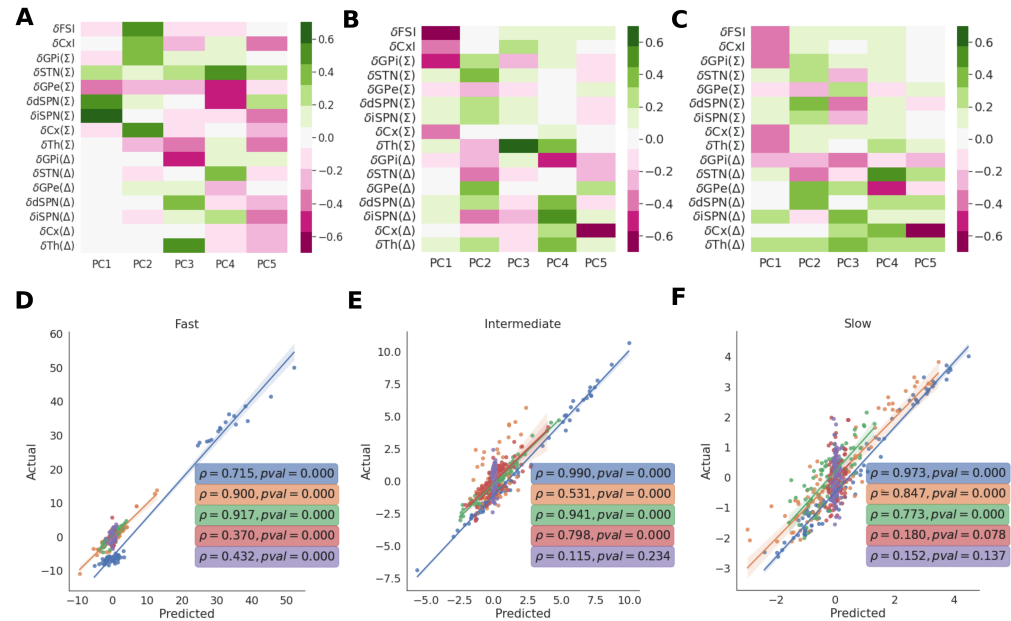 A
δFSI
δCxI
δGPi(Σ)
δSTN(Σ)
δGPe(Σ)
δdSPN(Σ)
δiSPN(Σ)
δCx(Σ)
δTh(Σ)
δGPi(Δ)
δSTN(Δ)
δGPe(Δ)
δdSPN(Δ)
δiSPN(Δ)
δCx(Δ)
δTh(Δ)
PC1 PC2 PC3 PC4 PC5
0.6
0.4
0.2
0.0
−0.2
−0.4
−0.6
B
δFSI
δCxI
δGPi(Σ)
δSTN(Σ)
δGPe(Σ)
δdSPN(Σ)
δiSPN(Σ)
δCx(Σ)
δTh(Σ)
δGPi(Δ)
δSTN(Δ)
δGPe(Δ)
δdSPN(Δ)
δiSPN(Δ)
δCx(Δ)
δTh(Δ)
PC1 PC2 PC3 PC4 PC5
0.6
0.4
0.2
0.0
−0.2
−0.4
−0.6
C
δFSI
δCxI
δGPi(Σ)
δSTN(Σ)
δGPe(Σ)
δdSPN(Σ)
δiSPN(Σ)
δCx(Σ)
δTh(Σ)
δGPi(Δ)
δSTN(Δ)
δGPe(Δ)
δdSPN(Δ)
δiSPN(Δ)
δCx(Δ)
δTh(Δ)
PC1 PC2 PC3 PC4 PC5
0.6
0.4
0.2
0.0
−0.2
−0.4
−0.6
D
Fast
Actual
60
50
40
30
20
10
0
−10
ρ = 0.715, pval = 0.000
ρ = 0.900, pval = 0.000
ρ = 0.917, pval = 0.000
ρ = 0.370, pval = 0.000
ρ = 0.432, pval = 0.000
−10 0 10 20 30 40 50
Predicted
E
Intermediate
Actual
10.0
7.5
5.0
2.5
0.0
−2.5
−5.0
−7.5
ρ = 0.990, pval = 0.000
ρ = 0.531, pval = 0.000
ρ = 0.941, pval = 0.000
ρ = 0.798, pval = 0.000
ρ = 0.115, pval = 0.234
−5.0 −2.5 0.0 2.5 5.0 7.5 10.0
Predicted
F
Slow
Actual
4
3
2
1
0
−1
−2
−3
ρ = 0.973, pval = 0.000
ρ = 0.847, pval = 0.000
ρ = 0.773, pval = 0.000
ρ = 0.180, pval = 0.078
ρ = 0.152, pval = 0.137
−2 0 2 4
Predicted